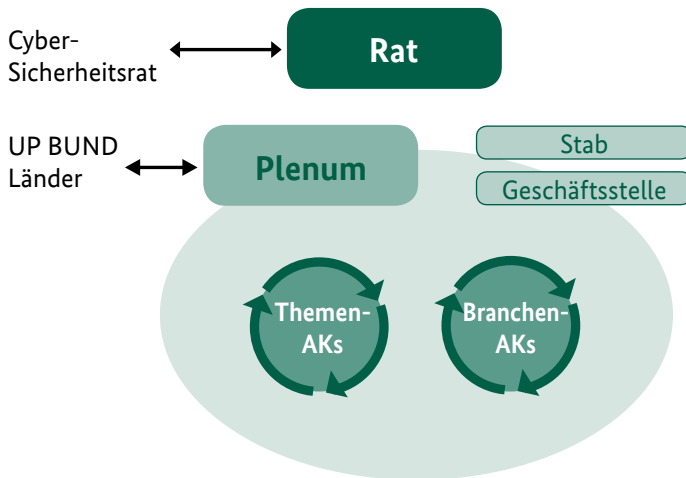 Cyber-
Sicherheitsrat
Rat
UP BUND
Länder
Plenum
Stab
Geschäftsstelle
Themen-
AKs
Branchen-
AKs